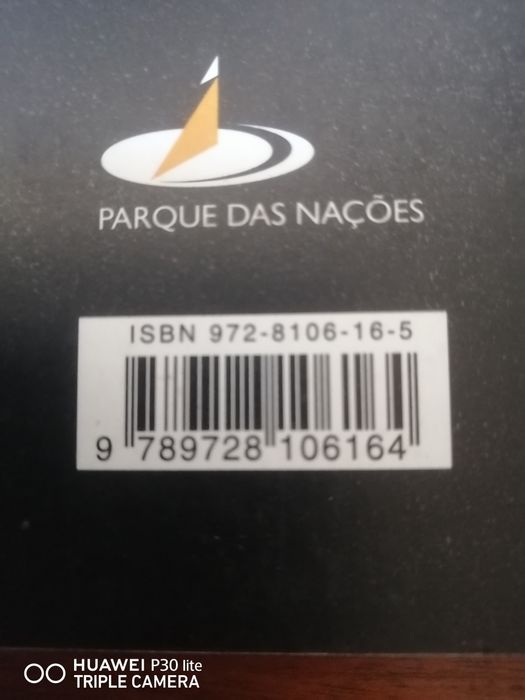 PARQUE DAS NAÇÕES
ISBN 972-8106-16-5
9 789728 106164
HUAWEI P30 lite
TRIPLE CAMERA